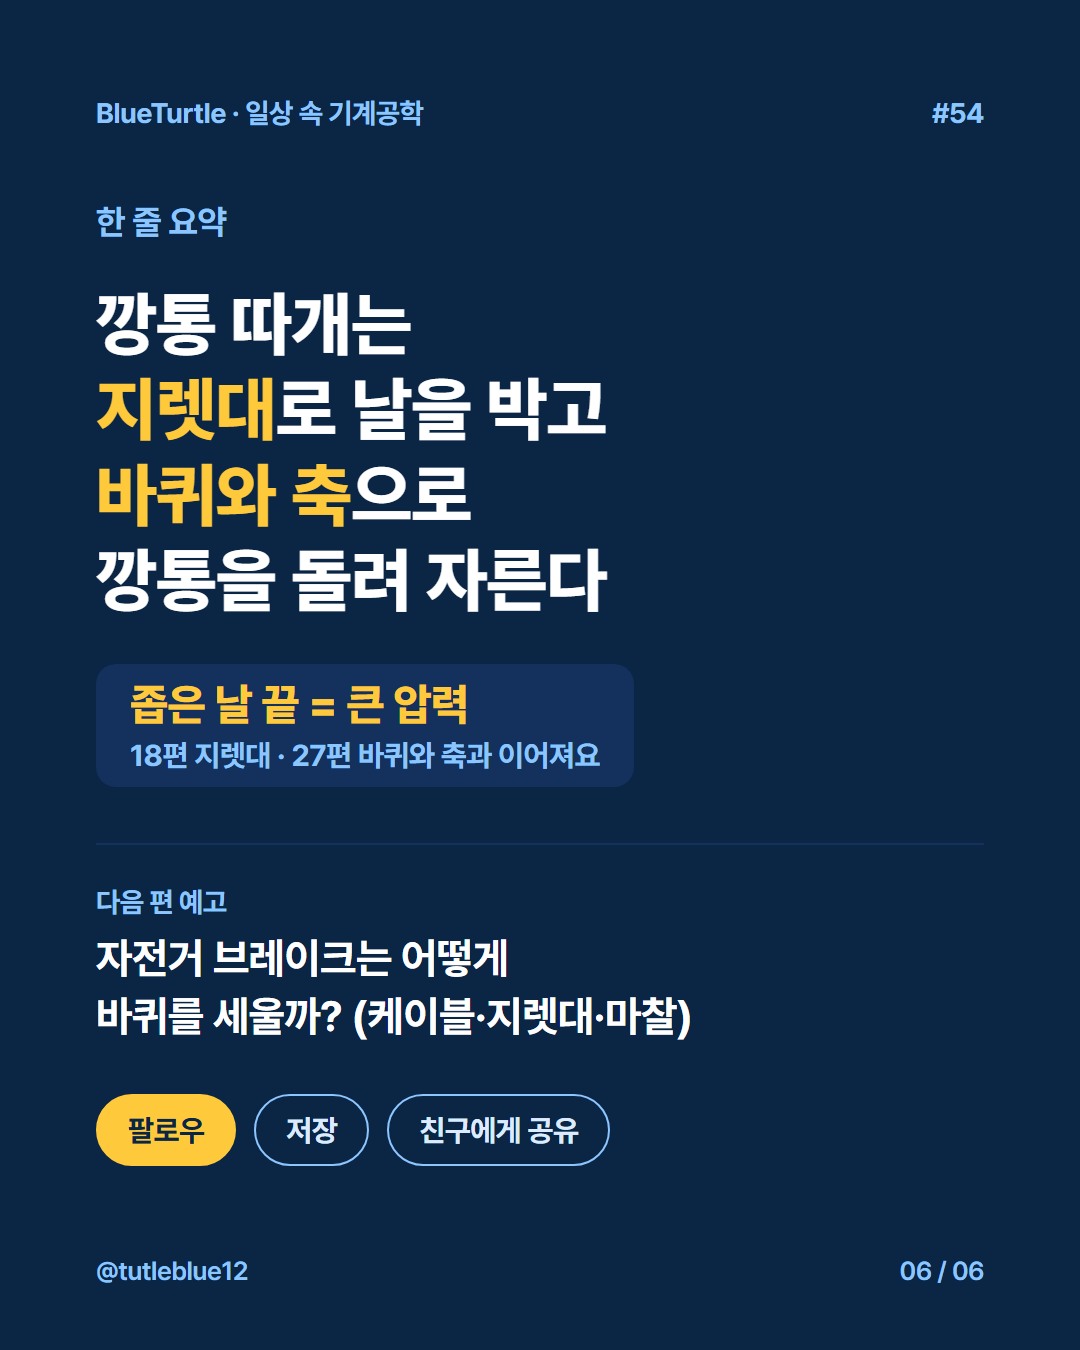 BlueTurtle · 일상 속 기계공학
#54
한 줄 요약
깡통 따개는
지렛대로 날을 박고
바퀴와 축으로
깡통을 돌려 자른다
좁은 날 끝 = 큰 압력
18편 지렛대 · 27편 바퀴와 축과 이어져요
다음 편 예고
자전거 브레이크는 어떻게
바퀴를 세울까? (케이블·지렛대·마찰)
팔로우
저장
친구에게 공유
@tutleblue12
06 / 06